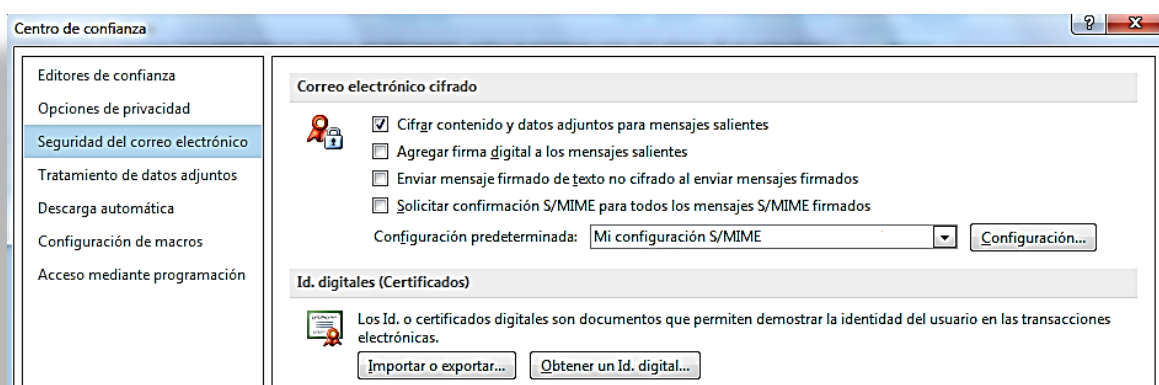 Centro de confianza
Editores de confianza
Opciones de privacidad
Seguridad del correo electrónico
Tratamiento de datos adjuntos
Descarga automática
Configuración de macros
Acceso mediante programación
Correo electrónico cifrado
Cifrar contenido y datos adjuntos para mensajes salientes
Agregar firma digital a los mensajes salientes
Enviar mensaje firmado de texto no cifrado al enviar mensajes firmados
Solicitar confirmación S/MIME para todos los mensajes S/MIME firmados
Configuración predeterminada: Mi configuración S/MIME Configuración...
Id. digitales (Certificados)
Los Id. o certificados digitales son documentos que permiten demostrar la identidad del usuario en las transacciones
electrónicas.
Importar o exportar... Obtener un Id. digital...